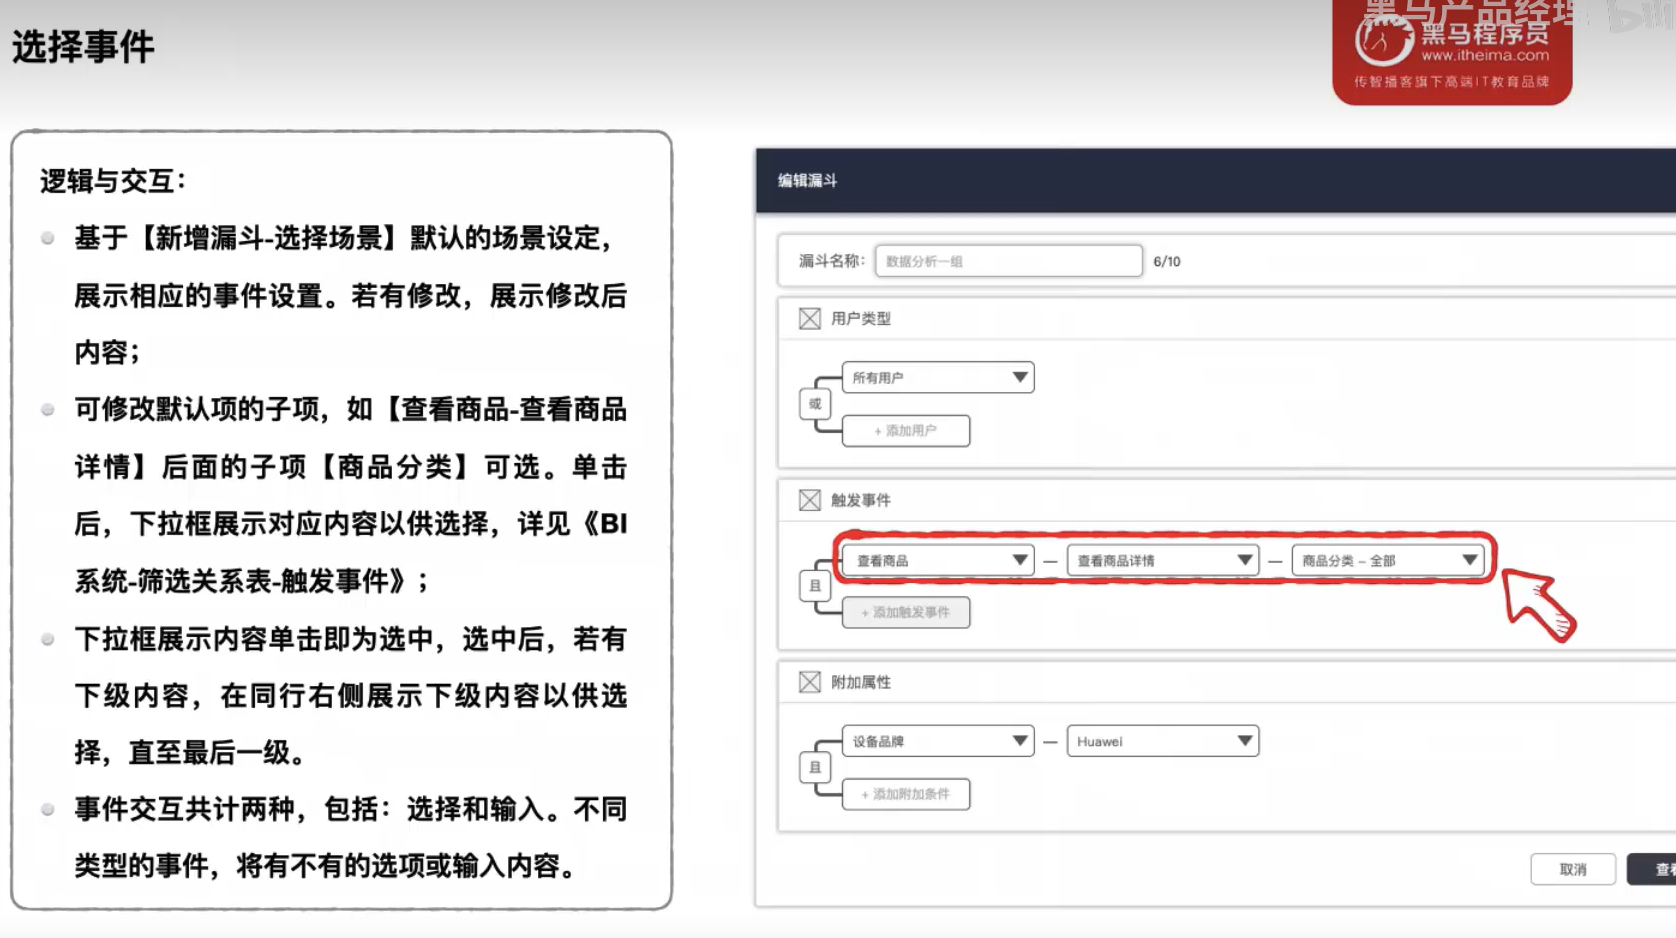 选择事件
黑马产品经理 bili
黑马程序员
www.itheima.com
传智播客旗下高端IT教育品牌
逻辑与交互：
基于【新增漏斗-选择场景】默认的场景设定，
展示相应的事件设置。若有修改，展示修改后
内容；
可修改默认项的子项，如【查看商品-查看商品
详情】后面的子项【商品分类】可选。单击
后，下拉框展示对应内容以供选择，详见《BI
系统-筛选关系表-触发事件》；
下拉框展示内容单击即为选中，选中后，若有
下级内容，在同行右侧展示下级内容以供选
择，直至最后一级。
事件交互共计两种，包括：选择和输入。不同
类型的事件，将有不有的选项或输入内容。
编辑漏斗
漏斗名称： 数据分析一组 6/10
用户类型
所有用户
或
+ 添加用户
触发事件
查看商品 — 查看商品详情 — 商品分类 – 全部
且
+ 添加触发事件
附加属性
设备品牌 — Huawei
且
+ 添加附加条件
取消 查看